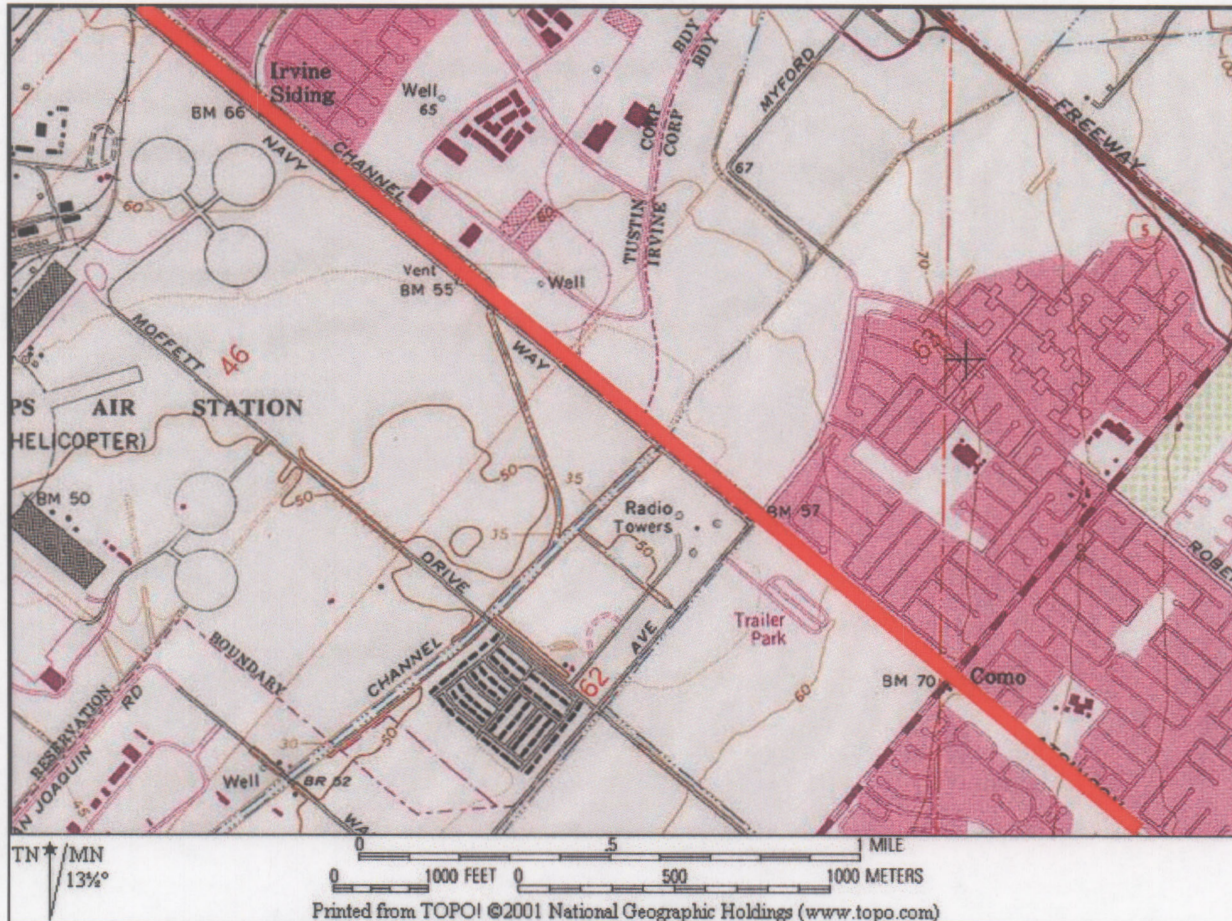 Irvine
Siding
BM 66
Well
65
NAVY
CHANNEL
BDY
BDY
CORP
CORP
TUSTIN
IRVINE
MYFORD
67
FREEWAY
5
60
60
Vent
BM 55
Well
WAY
70
63
MOFFETT
46
PS AIR STATION
HELICOPTER)
BM 50
50
50
35
35
Radio
Towers
50
BM 57
ROBE
DRIVE
Trailer
Park
AVE
62
60
BM 70
Como
CHANNEL
BOUNDARY
RESERVATION
N JOAQUIN RD
45
30
50
Well
BR 52
WA
TN MN
13½°
0 .5 1 MILE
0 1000 FEET 0 500 1000 METERS
Printed from TOPO! ©2001 National Geographic Holdings (www.topo.com)